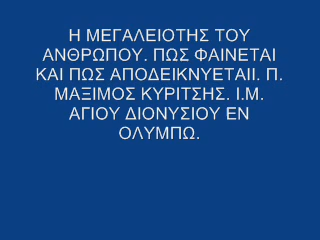 Η ΜΕΓΑΛΕΙΟΤΗΣ ΤΟΥ
ΑΝΘΡΩΠΟΥ. ΠΩΣ ΦΑΙΝΕΤΑΙ
ΚΑΙ ΠΩΣ ΑΠΟΔΕΙΚΝΥΕΤΑΙΙ. Π.
ΜΑΞΙΜΟΣ ΚΥΡΙΤΣΗΣ. Ι.Μ.
ΑΓΙΟΥ ΔΙΟΝΥΣΙΟΥ ΕΝ
ΟΛΥΜΠΩ.